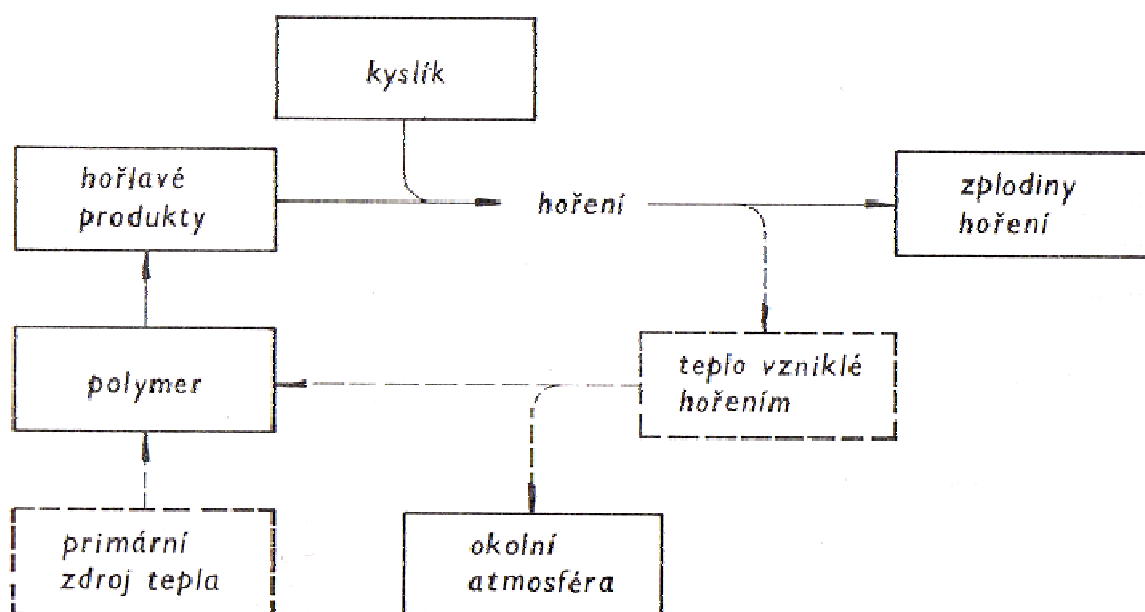 kyslík
hořlavé
produkty
hoření
zplodiny
hoření
polymer
teplo vzniklé
hořením
primární
zdroj tepla
okolní
atmosféra